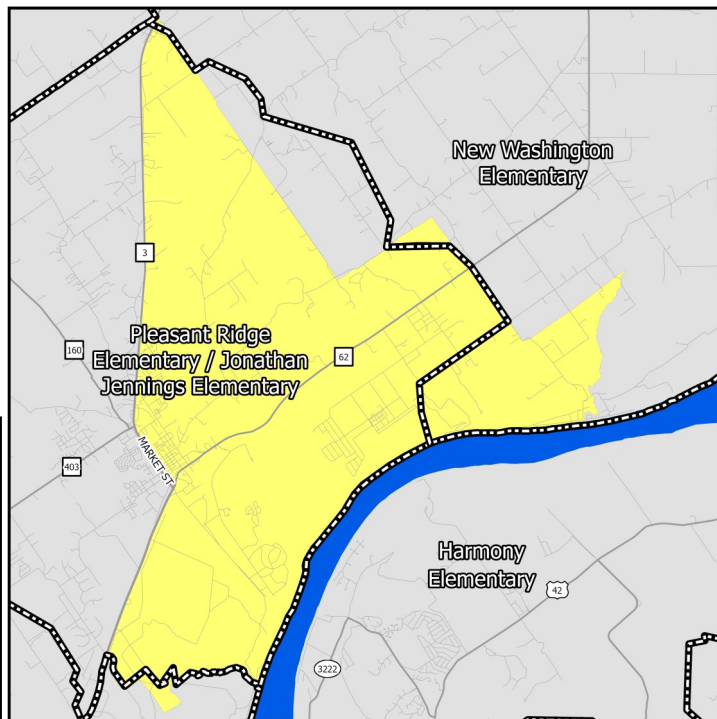 New Washington
Elementary
3
Pleasant Ridge
Elementary / Jonathan
Jennings Elementary
160
62
403
MARKET ST
Harmony
Elementary
42
3222